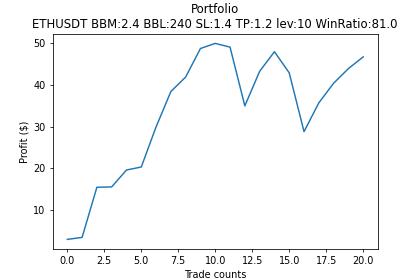 Portfolio
ETHUSDT BBM:2.4 BBL:240 SL:1.4 TP:1.2 lev:10 WinRatio:81.0
50
40
30
20
10
Profit ($)
0.0 2.5 5.0 7.5 10.0 12.5 15.0 17.5 20.0
Trade counts